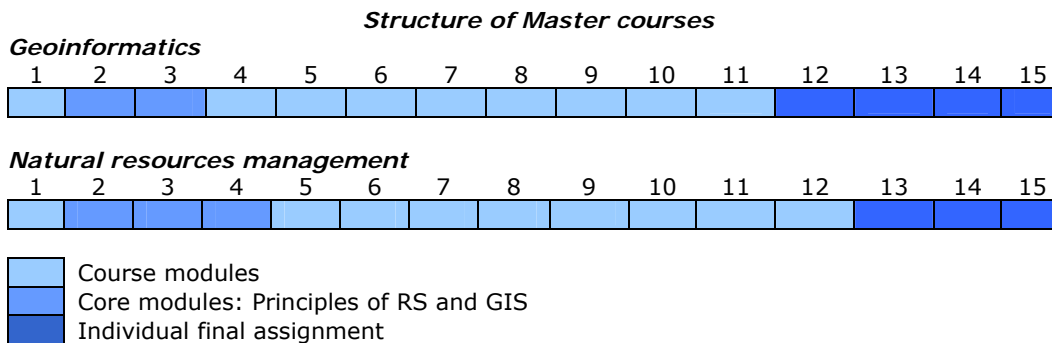 Structure of Master courses
Geoinformatics
1 2 3 4 5 6 7 8 9 10 11 12 13 14 15
Natural resources management
1 2 3 4 5 6 7 8 9 10 11 12 13 14 15
Course modules
Core modules: Principles of RS and GIS
Individual final assignment